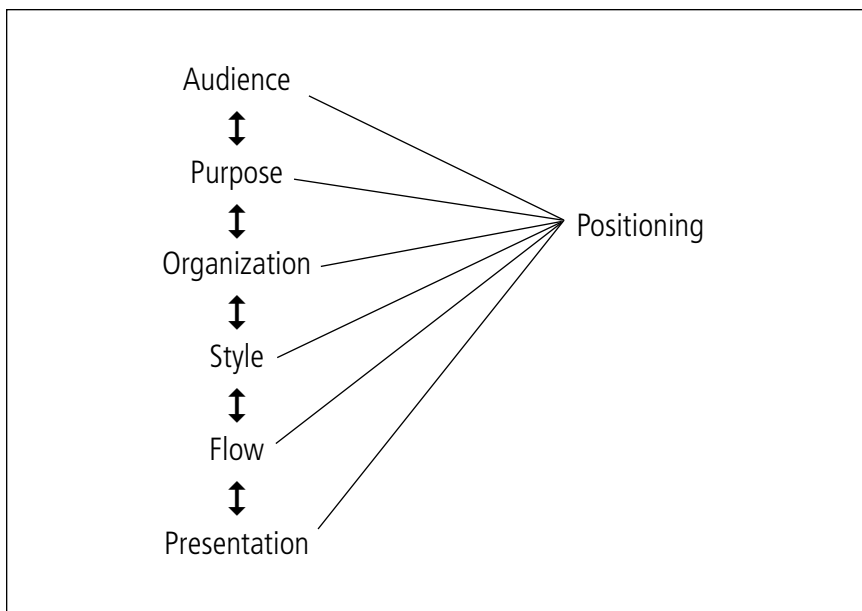 Audience
Purpose
Positioning
Organization
Style
Flow
Presentation